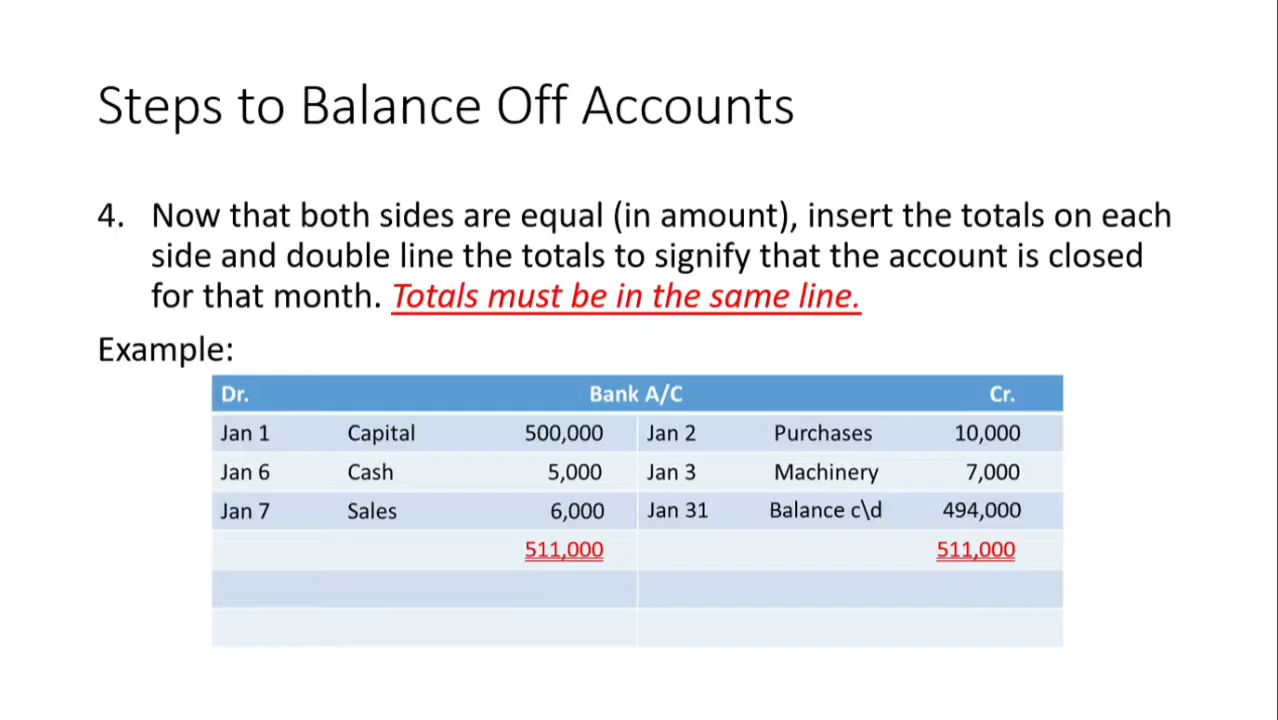 Steps to Balance Off Accounts
4. Now that both sides are equal (in amount), insert the totals on each
side and double line the totals to signify that the account is closed
for that month. Totals must be in the same line.
Example:
Dr. Bank A/C Cr.
Jan 1 Capital 500,000 Jan 2 Purchases 10,000
Jan 6 Cash 5,000 Jan 3 Machinery 7,000
Jan 7 Sales 6,000 Jan 31 Balance c\d 494,000
511,000 511,000